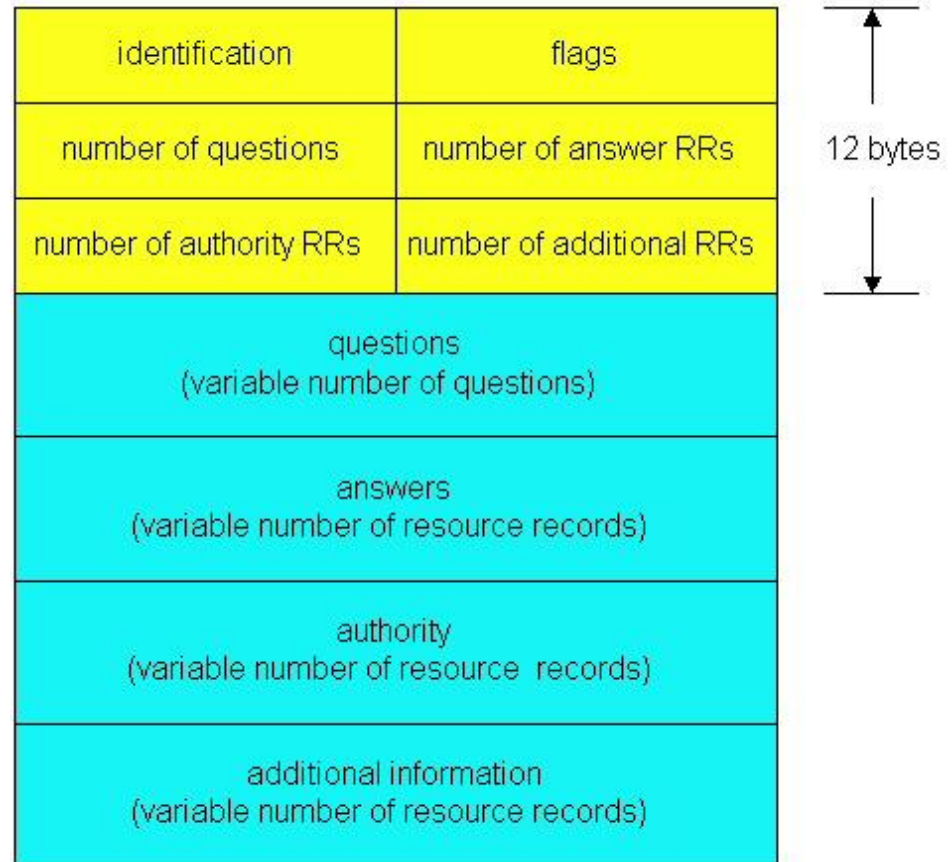 identification
flags
number of questions
number of answer RRs
12 bytes
number of authority RRs
number of additional RRs
questions
(variable number of questions)
answers
(variable number of resource records)
authority
(variable number of resource records)
additional information
(variable number of resource records)